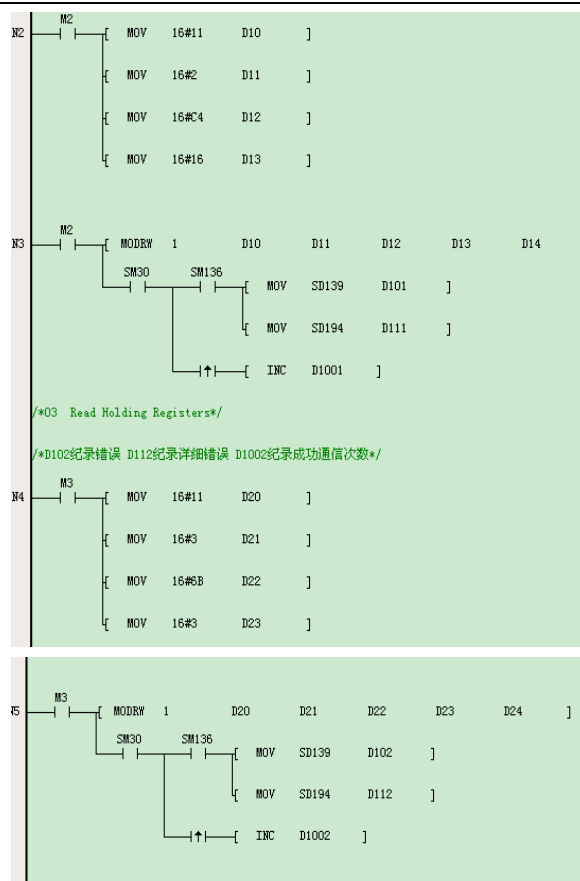 M2
N2 [ MOV 16#11 D10 ]
[ MOV 16#2 D11 ]
[ MOV 16#C4 D12 ]
[ MOV 16#16 D13 ]
M2
N3 [ MODRW 1 D10 D11 D12 D13 D14
SM30 SM136
[ MOV SD139 D101 ]
[ MOV SD194 D111 ]
[ INC D1001 ]
/*03 Read Holding Registers*/
/*D102纪录错误 D112纪录详细错误 D1002纪录成功通信次数*/
M3
N4 [ MOV 16#11 D20 ]
[ MOV 16#3 D21 ]
[ MOV 16#6B D22 ]
[ MOV 16#3 D23 ]
M3
N5 [ MODRW 1 D20 D21 D22 D23 D24 ]
SM30 SM136
[ MOV SD139 D102 ]
[ MOV SD194 D112 ]
[ INC D1002 ]